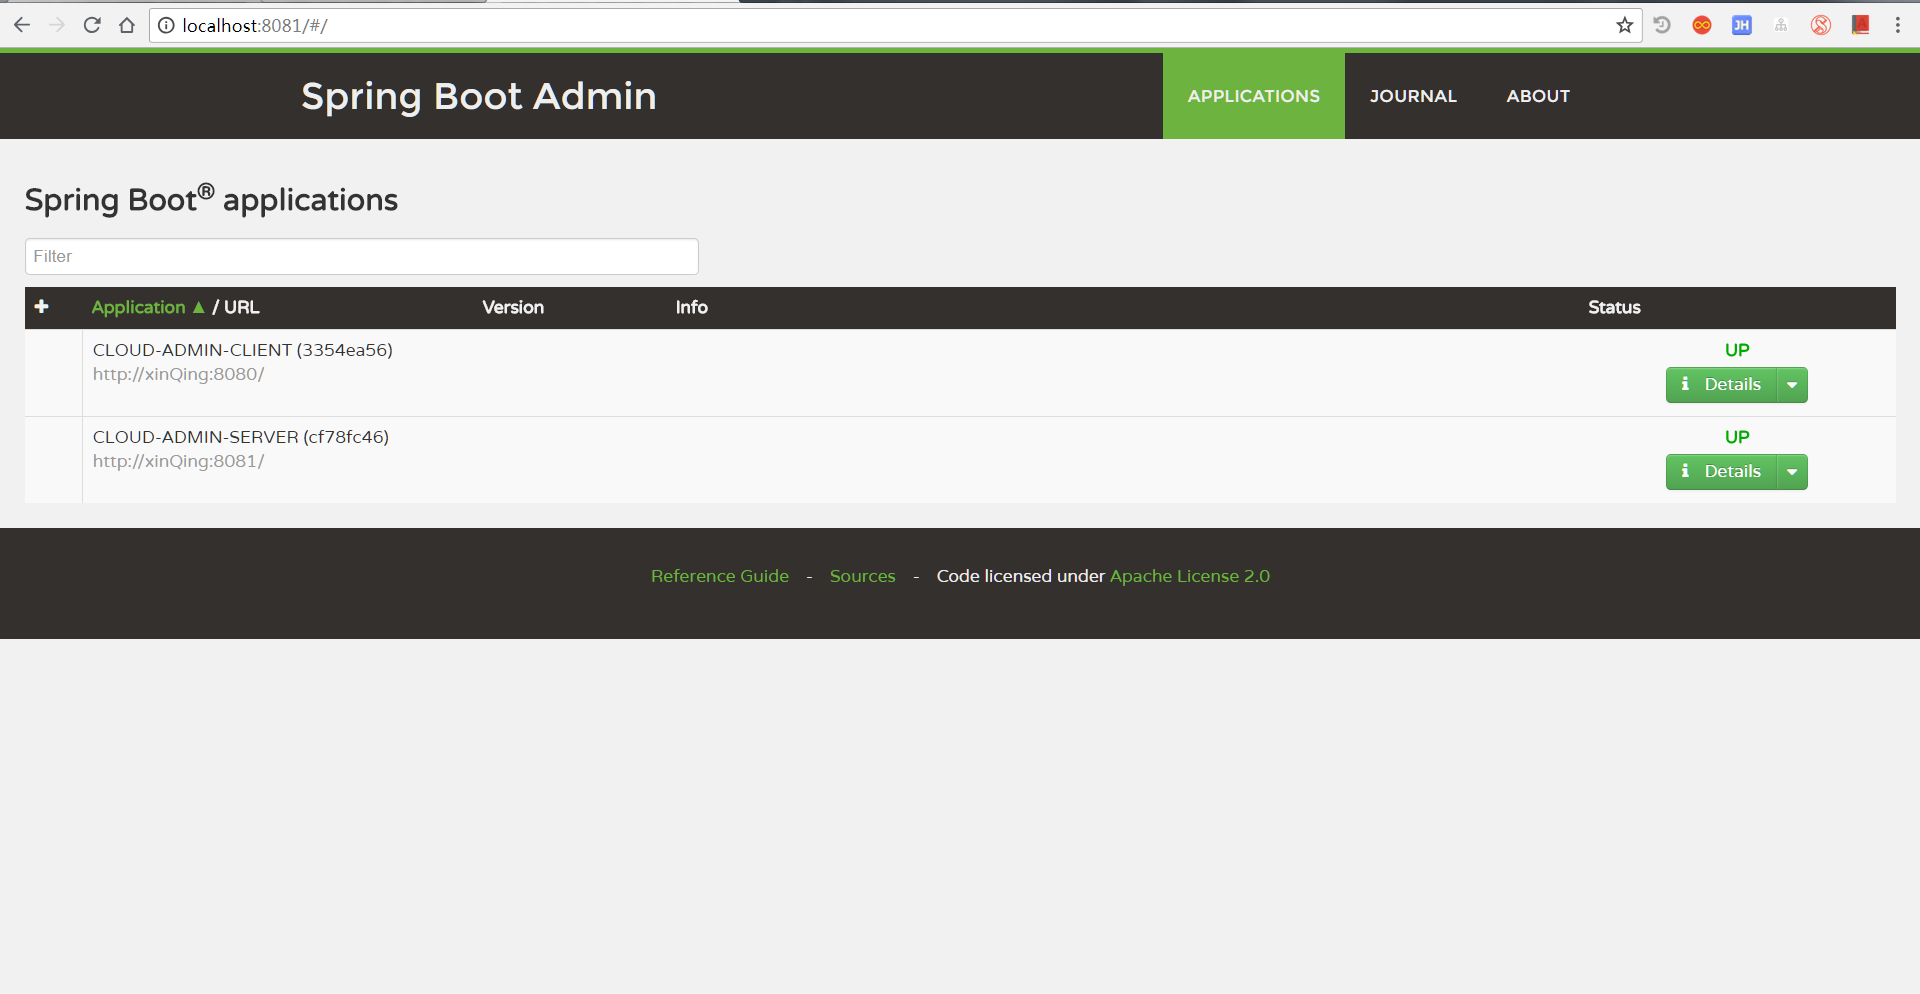 localhost:8081/#/
JH
Spring Boot Admin
APPLICATIONS
JOURNAL
ABOUT
Spring Boot® applications
Filter
Application ▲ / URL
Version
Info
Status
CLOUD-ADMIN-CLIENT (3354ea56)
http://xinQing:8080/
UP
Details
CLOUD-ADMIN-SERVER (cf78fc46)
http://xinQing:8081/
UP
Details
Reference Guide - Sources - Code licensed under Apache License 2.0